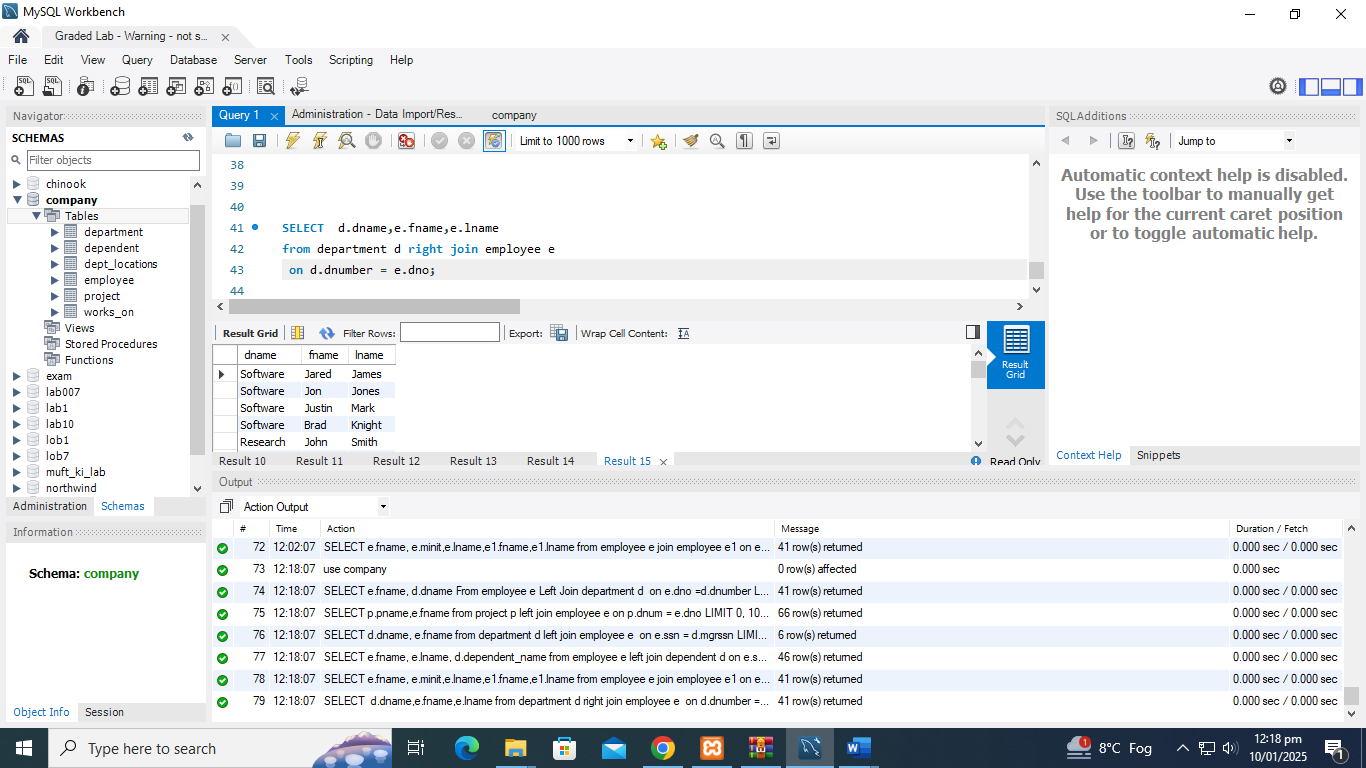 MySQL Workbench
Graded Lab - Warning - not s...
File Edit View Query Database Server Tools Scripting Help
Navigator
SCHEMAS
Filter objects
chinook
company
Tables
department
dependent
dept_locations
employee
project
works_on
Views
Stored Procedures
Functions
exam
lab007
lab1
lab10
lob1
lob7
muft_ki_lab
northwind
Administration Schemas
Information
Schema: company
Object Info Session
Query 1 Administration - Data Import/Res... company
Limit to 1000 rows
38
39
40
41 SELECT d.dname,e.fname,e.lname
42 from department d right join employee e
43 on d.dnumber = e.dno;
44
Result Grid Filter Rows: Export: Wrap Cell Content:
dname fname lname
Software Jared James
Software Jon Jones
Software Justin Mark
Software Brad Knight
Research John Smith
Result Grid
Result 10 Result 11 Result 12 Result 13 Result 14 Result 15 Read Only
SQLAdditions
Jump to
Automatic context help is disabled.
Use the toolbar to manually get
help for the current caret position
or to toggle automatic help.
Context Help Snippets
Output
Action Output
# Time Action Message Duration / Fetch
72 12:02:07 SELECT e.fname, e.minit,e.lname,e1.fname,e1.lname from employee e join employee e1 on e... 41 row(s) returned 0.000 sec / 0.000 sec
73 12:18:07 use company 0 row(s) affected 0.000 sec
74 12:18:07 SELECT e.fname, d.dname From employee e Left Join department d on e.dno =d.dnumber L... 41 row(s) returned 0.000 sec / 0.000 sec
75 12:18:07 SELECT p.pname,e.fname from project p left join employee e on p.dnum = e.dno LIMIT 0, 10... 66 row(s) returned 0.000 sec / 0.000 sec
76 12:18:07 SELECT d.dname, e.fname from department d left join employee e on e.ssn = d.mgrssn LIMI... 6 row(s) returned 0.000 sec / 0.000 sec
77 12:18:07 SELECT e.fname, e.lname, d.dependent_name from employee e left join dependent d on e.s... 46 row(s) returned 0.000 sec / 0.000 sec
78 12:18:07 SELECT e.fname, e.minit,e.lname,e1.fname,e1.lname from employee e join employee e1 on e... 41 row(s) returned 0.000 sec / 0.000 sec
79 12:18:07 SELECT d.dname,e.fname,e.lname from department d right join employee e on d.dnumber =... 41 row(s) returned 0.000 sec / 0.000 sec
Type here to search
1
8°C Fog
12:18 pm
10/01/2025
1